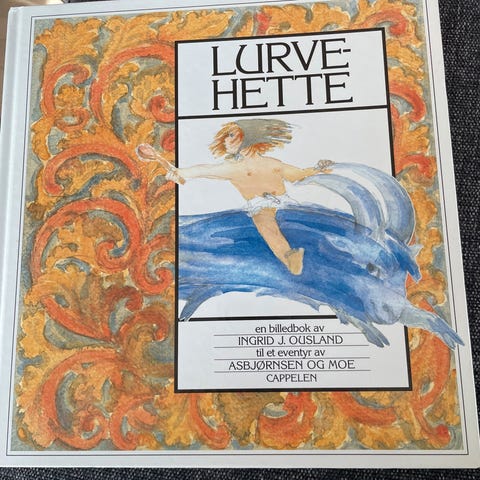 LURVE-
HETTE
en billedbok av
INGRID J. OUSLAND
til et eventyr av
ASBJØRNSEN OG MOE
CAPPELEN